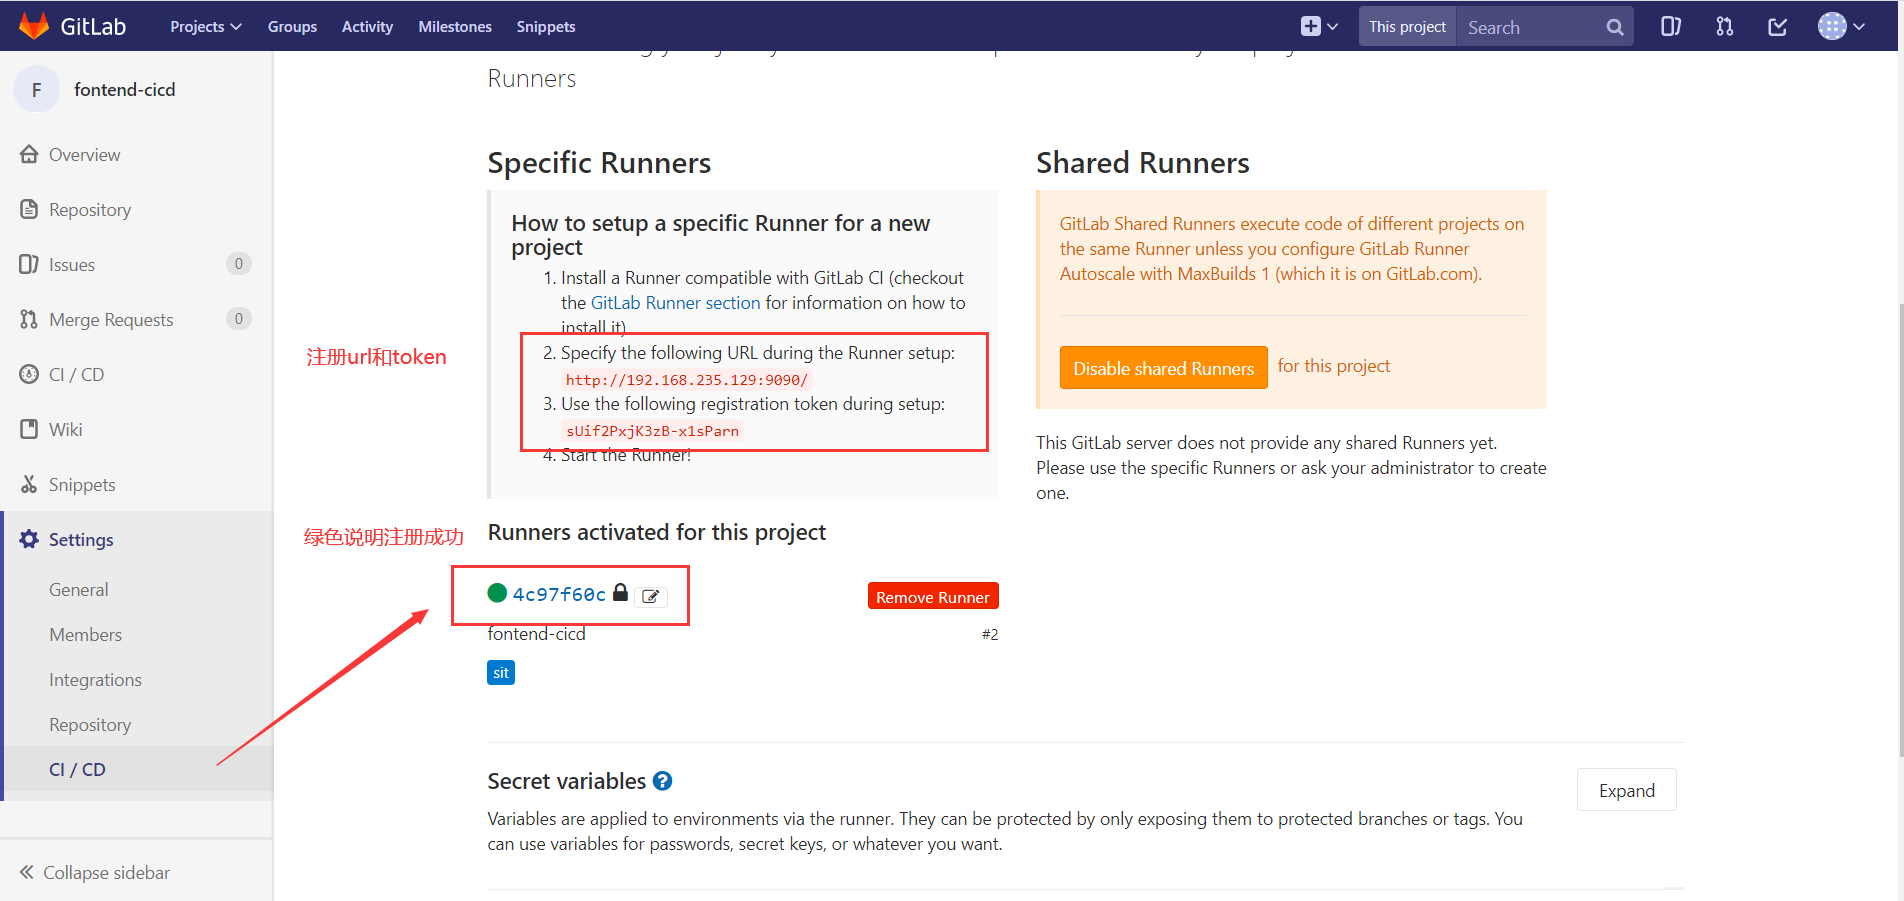 GitLab
Projects
Groups
Activity
Milestones
Snippets
This project
Search
F
fontend-cicd
Overview
Repository
Issues
0
Merge Requests
0
CI / CD
Wiki
Snippets
Settings
General
Members
Integrations
Repository
CI / CD
Collapse sidebar
Runners
Specific Runners
How to setup a specific Runner for a new
project
1. Install a Runner compatible with GitLab CI (checkout
the GitLab Runner section for information on how to
install it)
2. Specify the following URL during the Runner setup:
http://192.168.235.129:9090/
3. Use the following registration token during setup:
sUif2PxjK3zB-x1sParn
4. Start the Runner!
注册url和token
绿色说明注册成功
Runners activated for this project
4c97f60c
Remove Runner
fontend-cicd
#2
sit
Shared Runners
GitLab Shared Runners execute code of different projects on
the same Runner unless you configure GitLab Runner
Autoscale with MaxBuilds 1 (which it is on GitLab.com).
Disable shared Runners
for this project
This GitLab server does not provide any shared Runners yet.
Please use the specific Runners or ask your administrator to create
one.
Secret variables
Expand
Variables are applied to environments via the runner. They can be protected by only exposing them to protected branches or tags. You
can use variables for passwords, secret keys, or whatever you want.